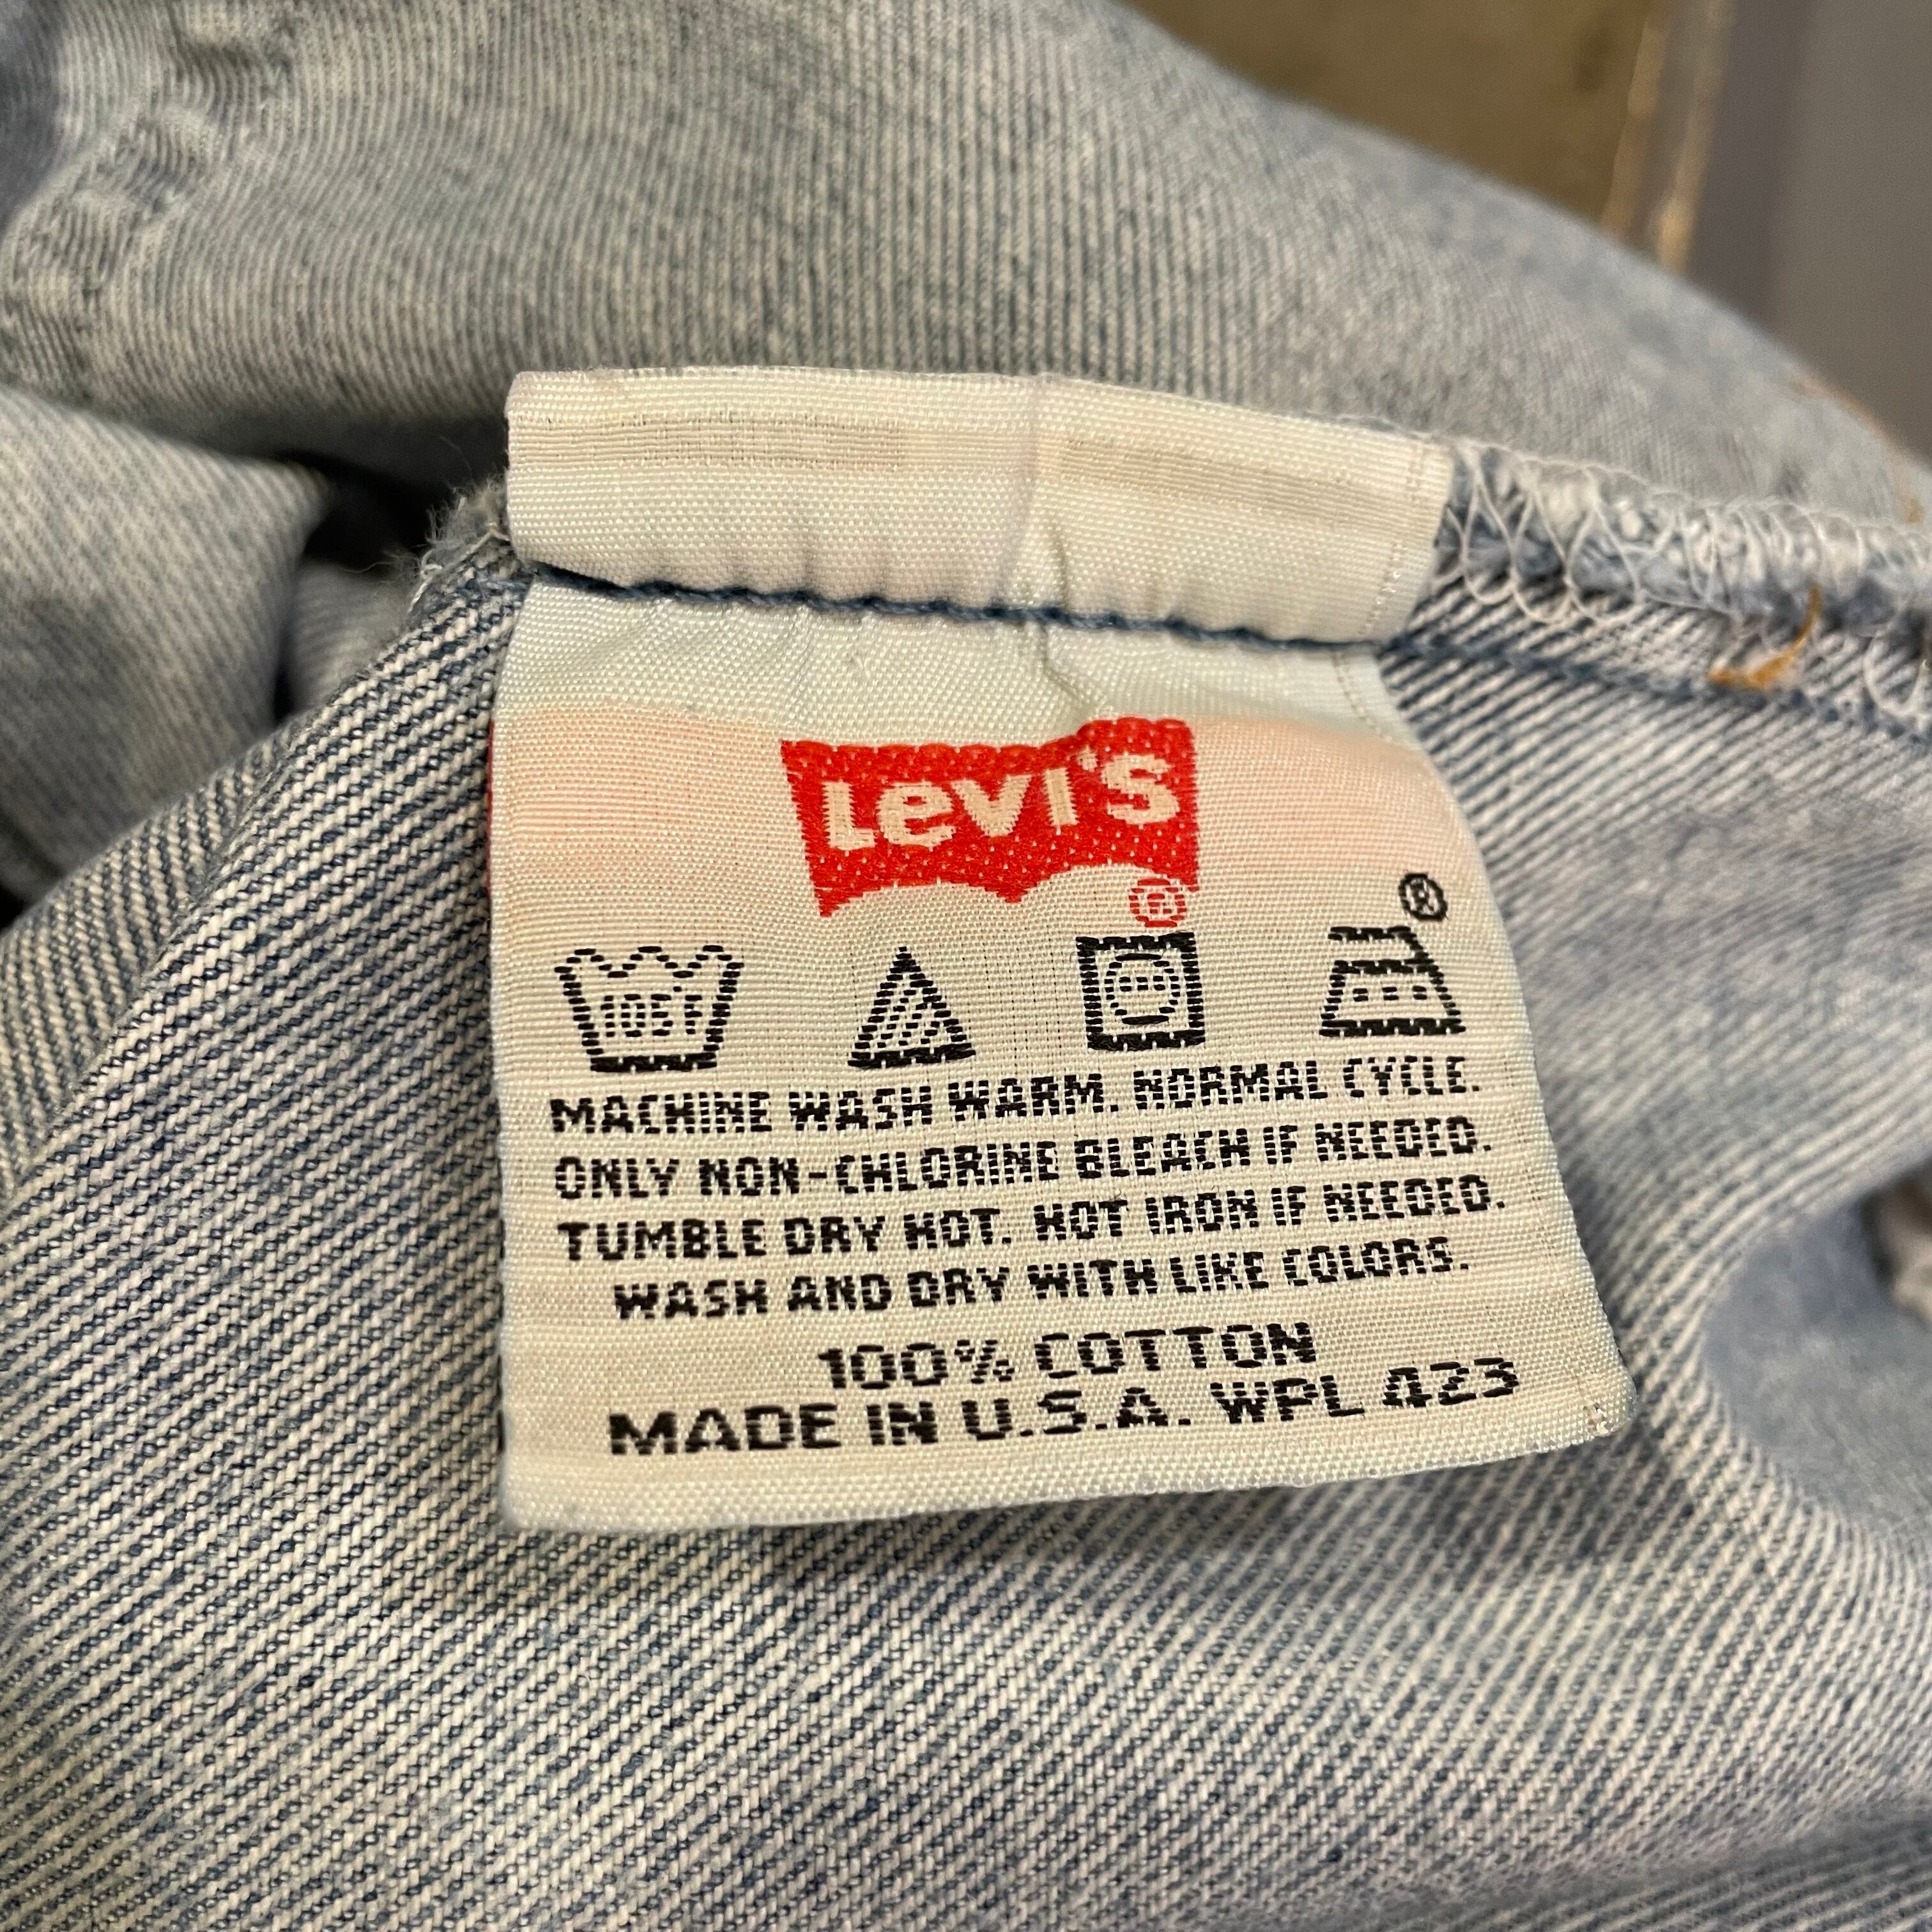 Levi's
®
®
105°F
MACHINE WASH WARM. NORMAL CYCLE.
ONLY NON-CHLORINE BLEACH IF NEEDED.
TUMBLE DRY HOT. HOT IRON IF NEEDED.
WASH AND DRY WITH LIKE COLORS.
100% COTTON
MADE IN U.S.A. WPL 423